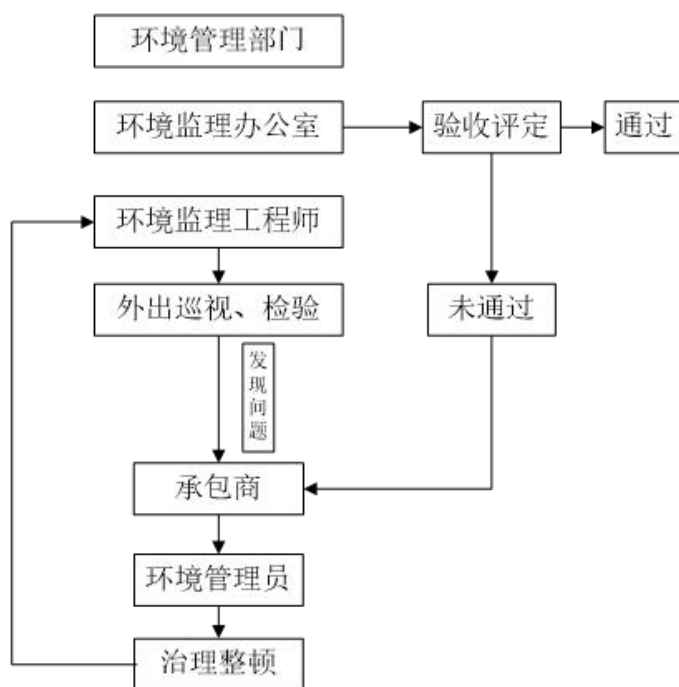 环境管理部门
环境监理办公室
验收评定
通过
环境监理工程师
外出巡视、检验
未通过
发现问题
承包商
环境管理员
治理整顿